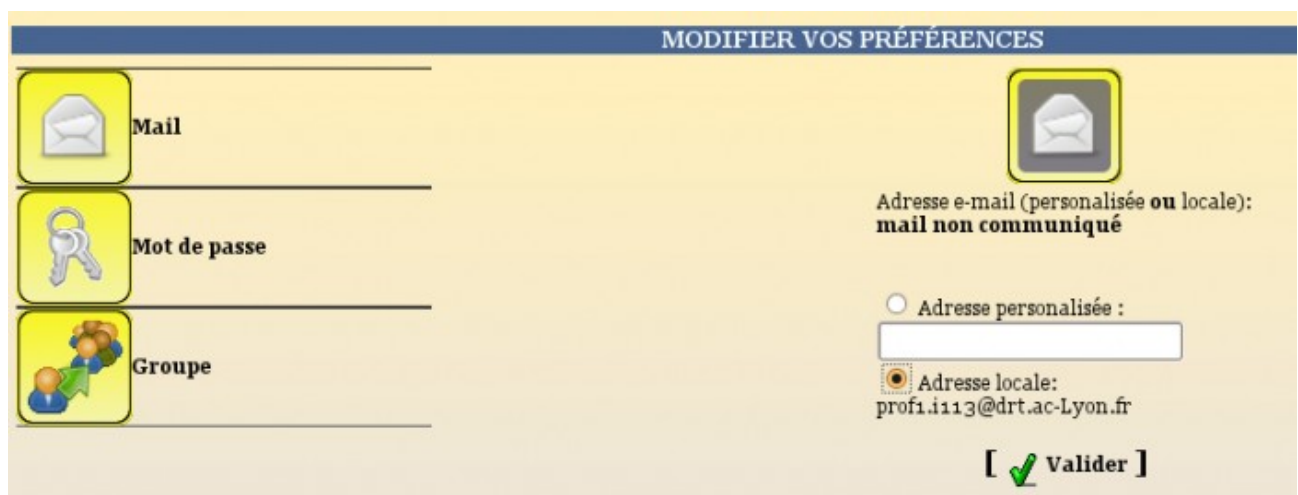 MODIFIER VOS PRÉFÉRENCES
Mail
Mot de passe
Groupe
Adresse e-mail (personalisée ou locale):
mail non communiqué
Adresse personalisée :
Adresse locale:
prof1.i113@drt.ac-Lyon.fr
[ Valider ]